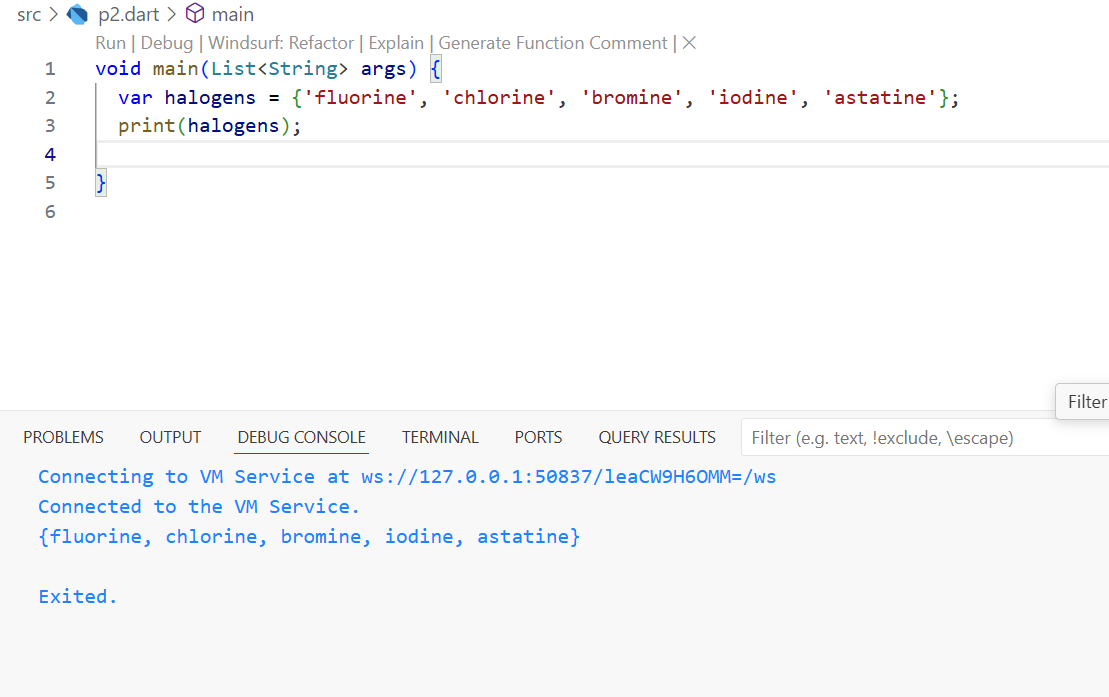 src > p2.dart > main
Run | Debug | Windsurf: Refactor | Explain | Generate Function Comment | ×
1 void main(List<String> args) {
2   var halogens = {'fluorine', 'chlorine', 'bromine', 'iodine', 'astatine'};
3   print(halogens);
4
5 }
6
Filter
PROBLEMS OUTPUT DEBUG CONSOLE TERMINAL PORTS QUERY RESULTS Filter (e.g. text, !exclude, \escape)
Connecting to VM Service at ws://127.0.0.1:50837/leaCW9H6OMM=/ws
Connected to the VM Service.
{fluorine, chlorine, bromine, iodine, astatine}
Exited.